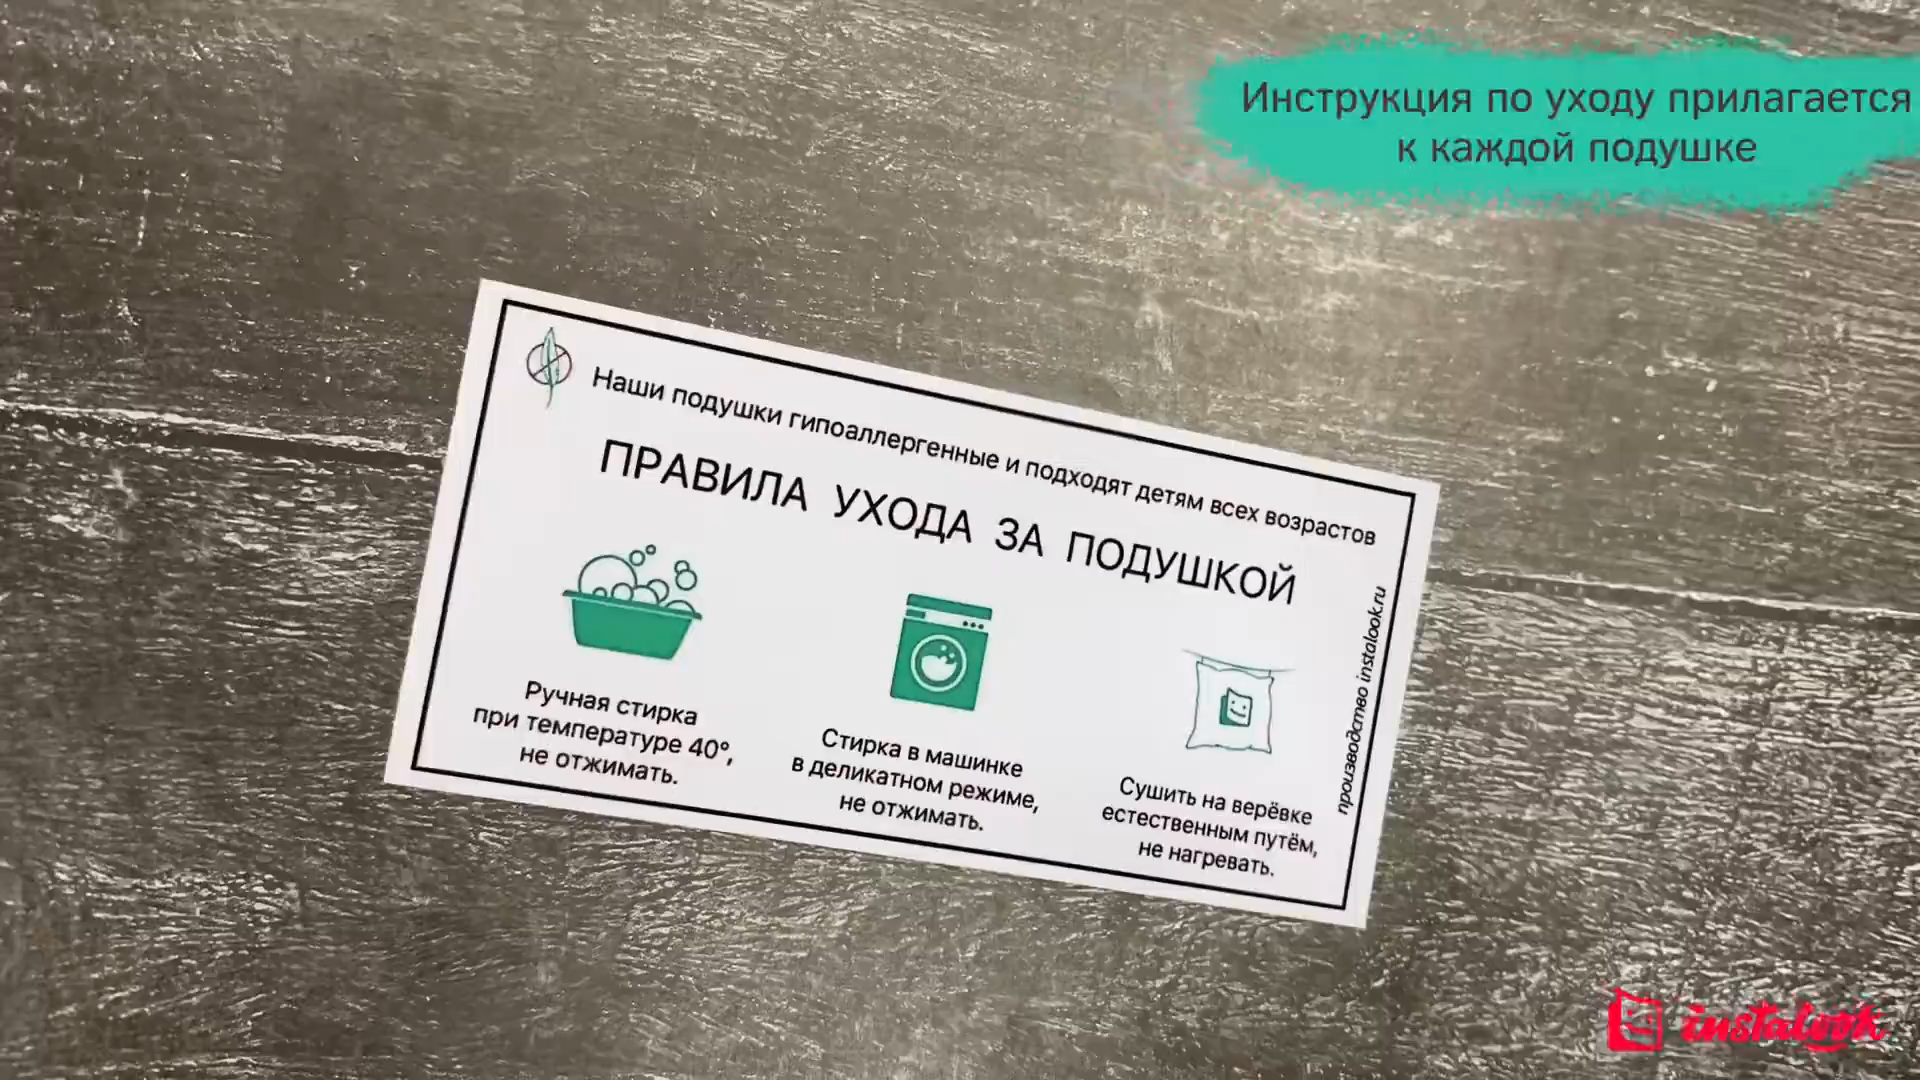 Инструкция по уходу прилагается
к каждой подушке
Наши подушки гипоаллергенные и подходят детям всех возрастов
ПРАВИЛА УХОДА ЗА ПОДУШКОЙ
Ручная стирка
при температуре 40°,
не отжимать.
Стирка в машинке
в деликатном режиме,
не отжимать.
Сушить на верёвке
естественным путём,
не нагревать.
производство instalook.ru
instalook